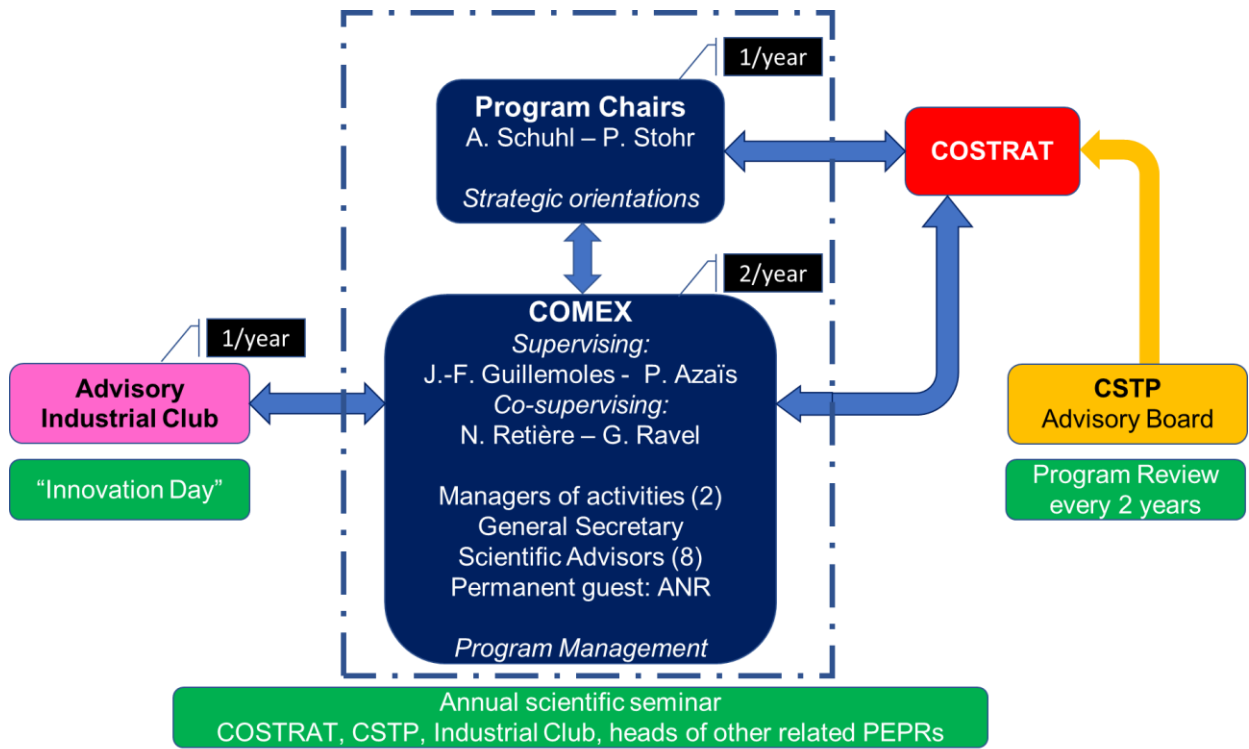 1/year
Program Chairs
A. Schuhl – P. Stohr
Strategic orientations
COSTRAT
2/year
COMEX
Supervising:
J.-F. Guillemoles - P. Azaïs
Co-supervising:
N. Retière – G. Ravel
Managers of activities (2)
General Secretary
Scientific Advisors (8)
Permanent guest: ANR
Program Management
1/year
Advisory
Industrial Club
“Innovation Day”
CSTP
Advisory Board
Program Review
every 2 years
Annual scientific seminar
COSTRAT, CSTP, Industrial Club, heads of other related PEPRs